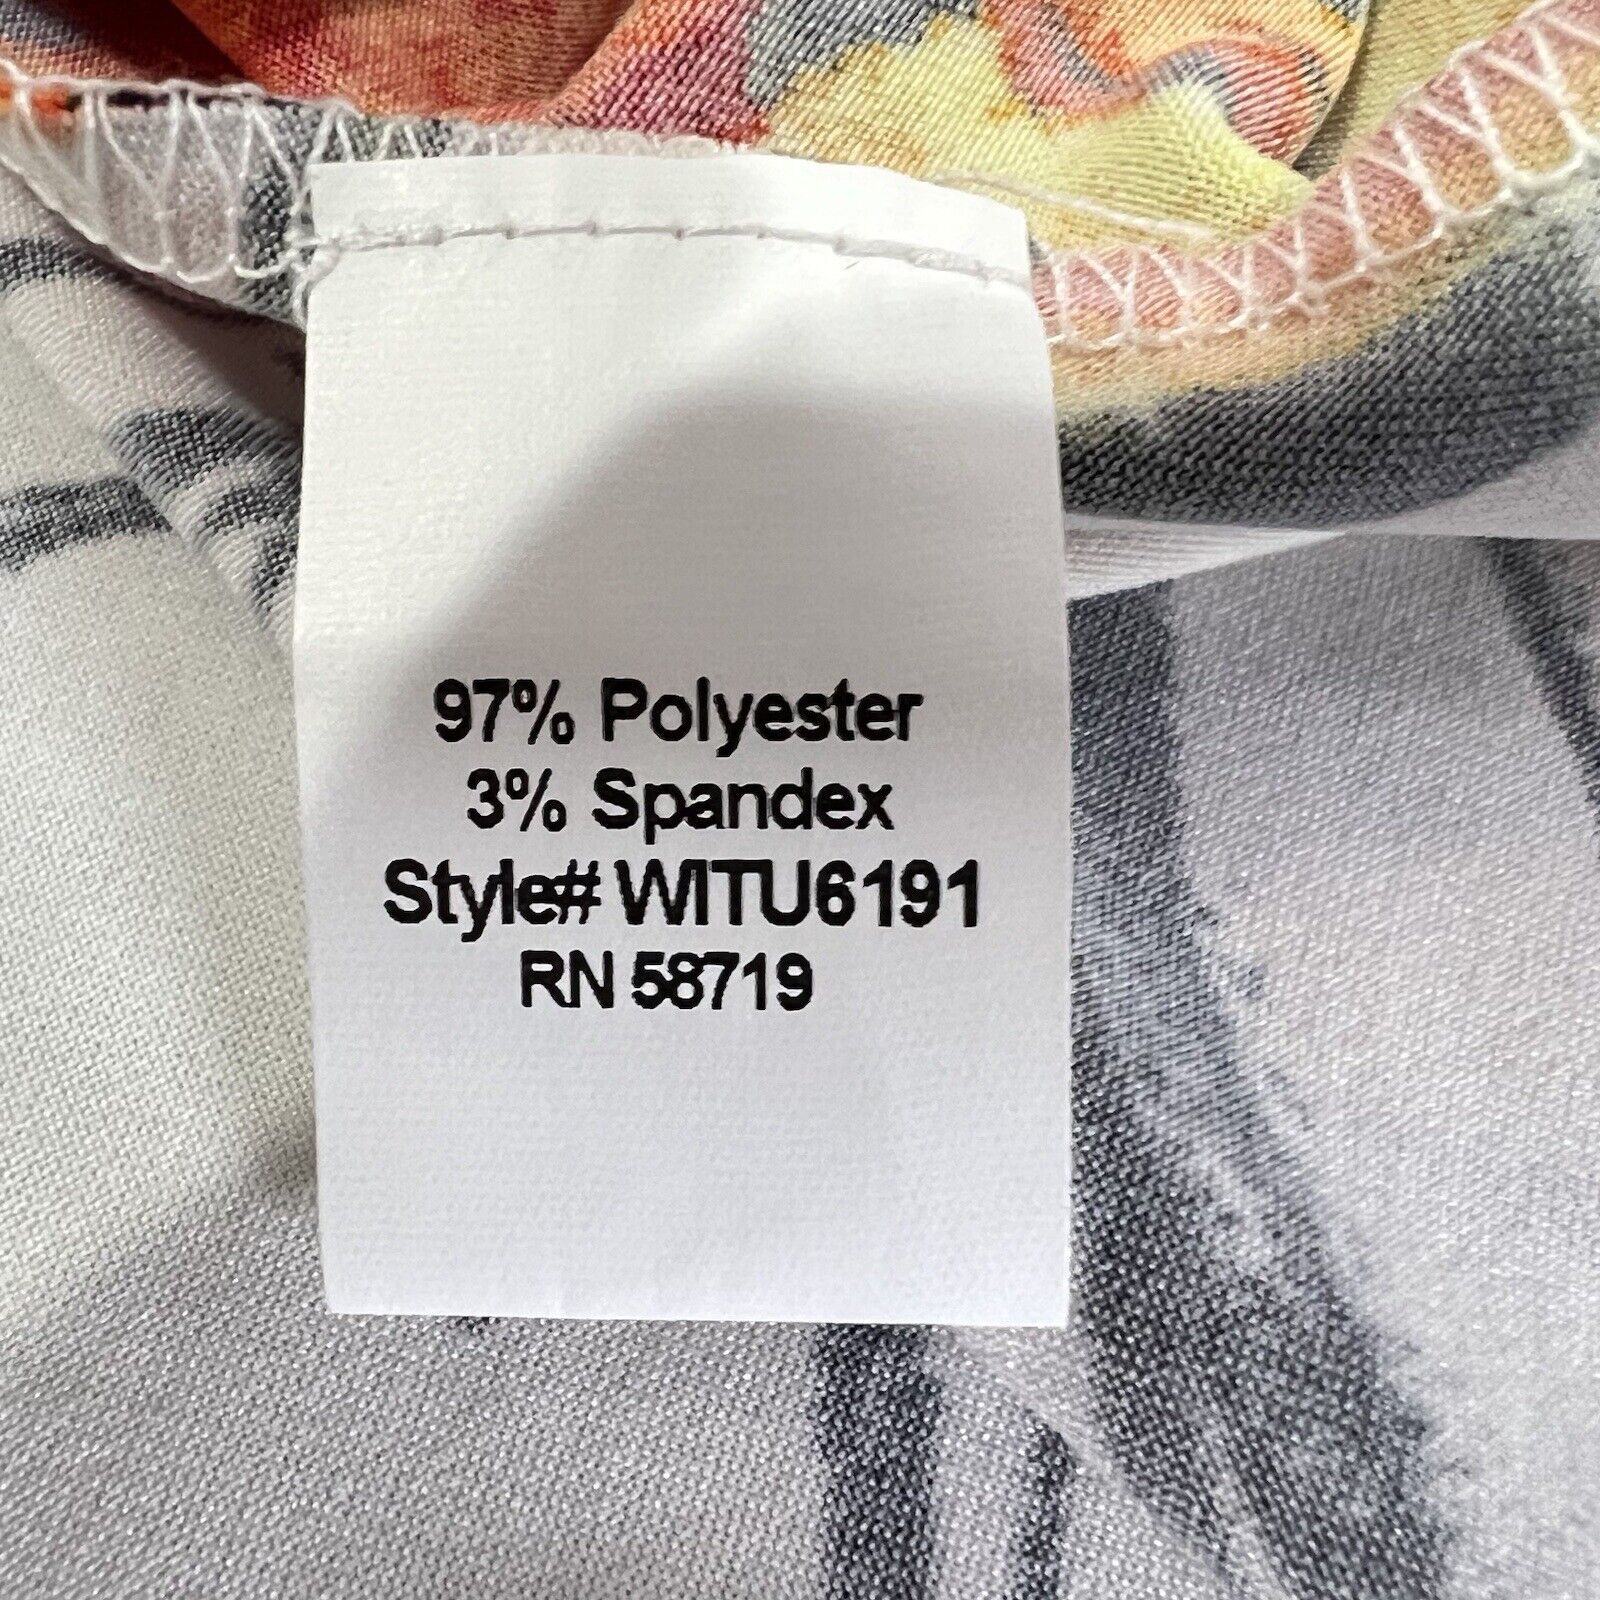 97% Polyester
3% Spandex
Style# WITU6191
RN 58719